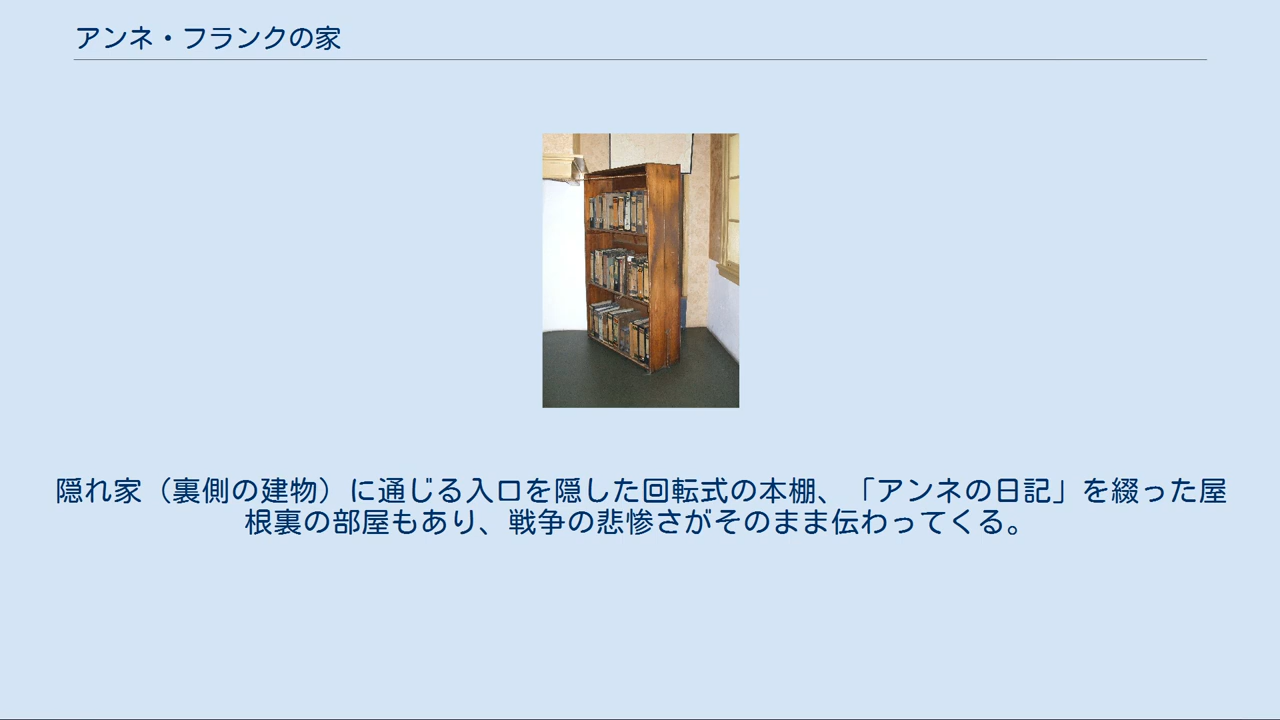 アンネ・フランクの家
隠れ家（裏側の建物）に通じる入口を隠した回転式の本棚、「アンネの日記」を綴った屋
根裏の部屋もあり、戦争の悲惨さがそのまま伝わってくる。